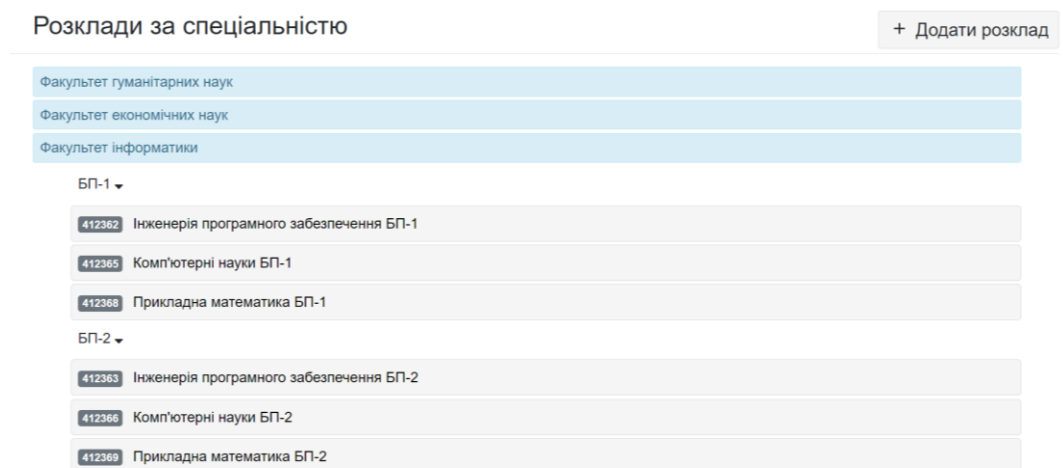 Розклади за спеціальністю
+ Додати розклад
Факультет гуманітарних наук
Факультет економічних наук
Факультет інформатики
БП-1
412362 Інженерія програмного забезпечення БП-1
412365 Комп'ютерні науки БП-1
412368 Прикладна математика БП-1
БП-2
412363 Інженерія програмного забезпечення БП-2
412366 Комп'ютерні науки БП-2
412369 Прикладна математика БП-2